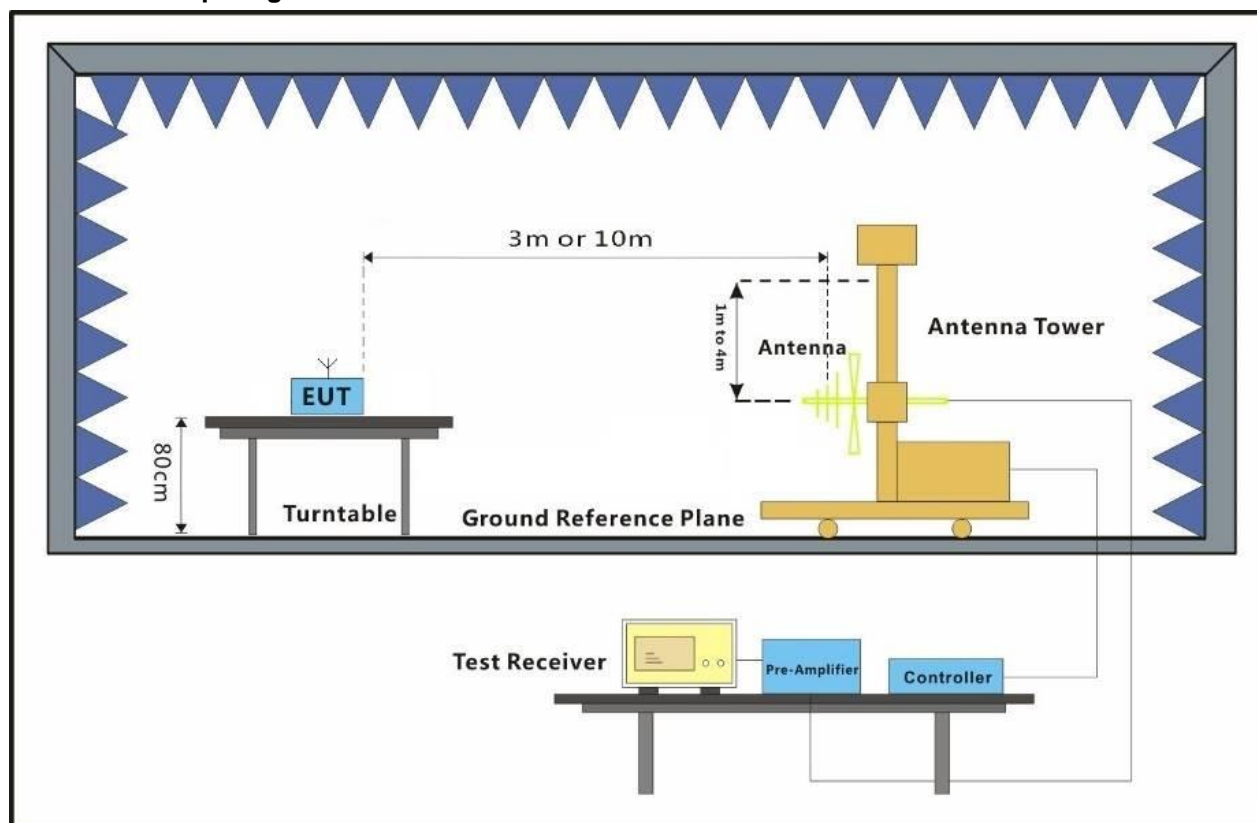 3m or 10m
1m to 4m
Antenna
Antenna Tower
EUT
80cm
Turntable
Ground Reference Plane
Test Receiver
Pre-Amplifier
Controller